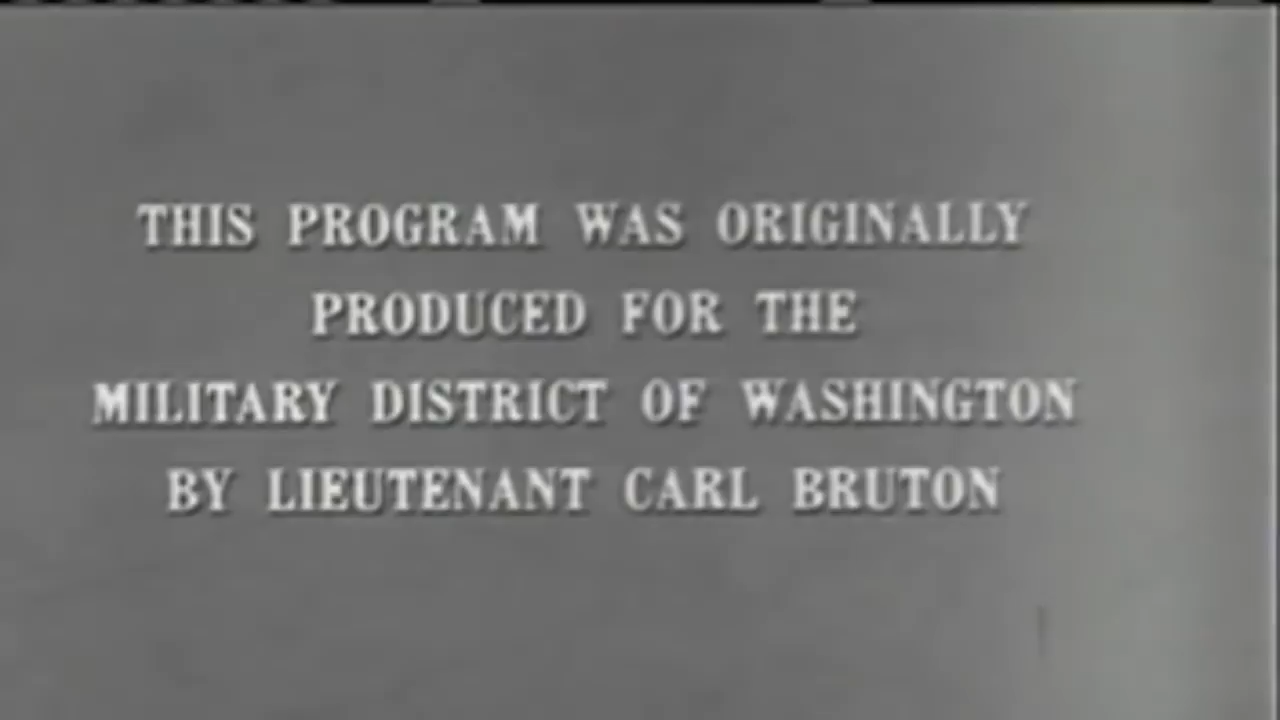 THIS PROGRAM WAS ORIGINALLY
PRODUCED FOR THE
MILITARY DISTRICT OF WASHINGTON
BY LIEUTENANT CARL BRUTON